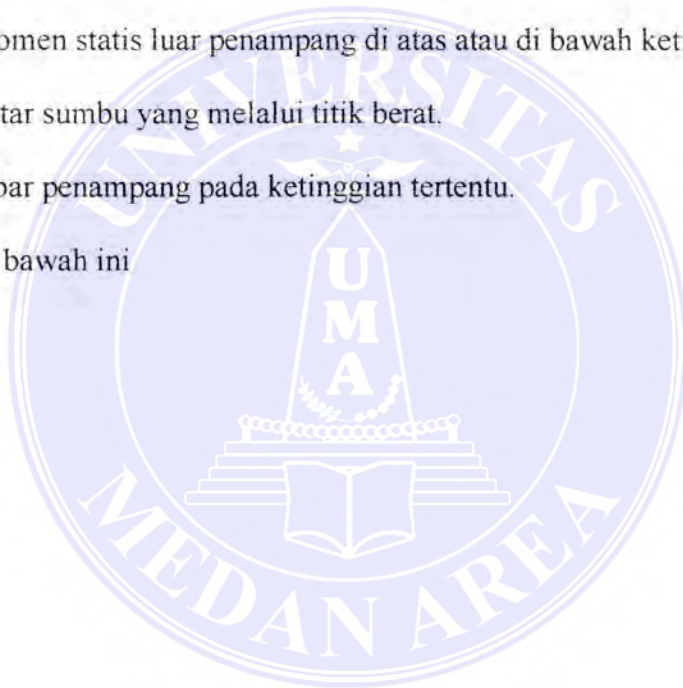 omen statis luar penampang di atas atau di bawah ket
tar sumbu yang melalui titik berat.
bar penampang pada ketinggian tertentu.
bawah ini
UNIVERSITAS
UMA
MEDAN AREA